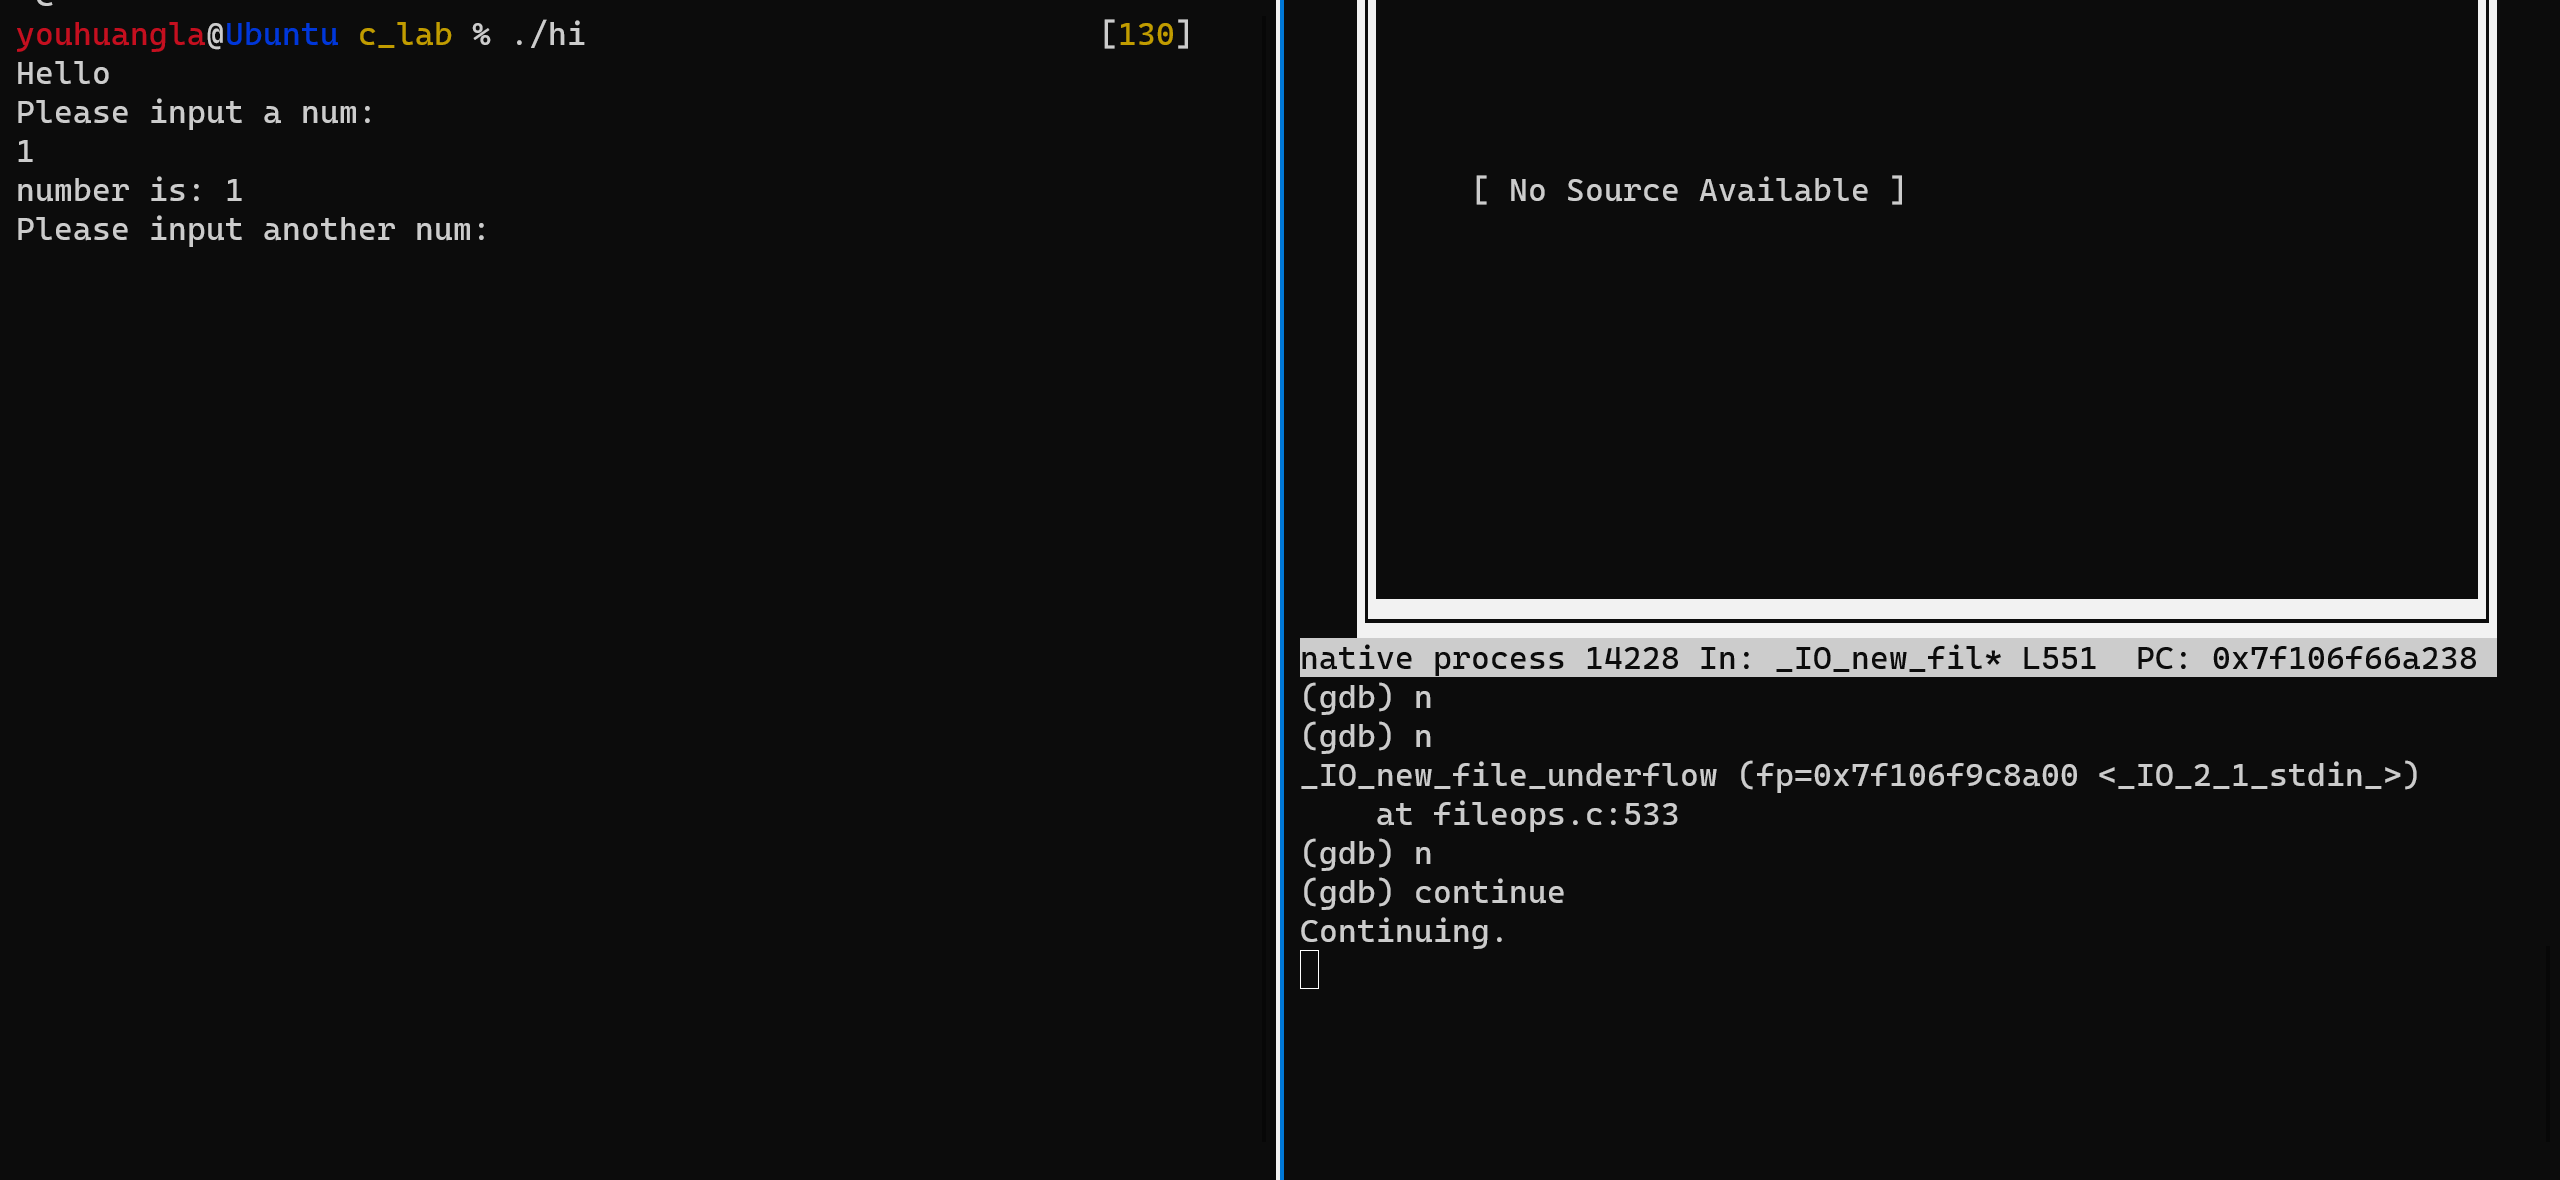 youhuangla@Ubuntu c_lab % ./hi [130]
Hello
Please input a num:
1
number is: 1
Please input another num:
[ No Source Available ]
native process 14228 In: _IO_new_fil* L551 PC: 0x7f106f66a238
(gdb) n
(gdb) n
_IO_new_file_underflow (fp=0x7f106f9c8a00 <_IO_2_1_stdin_>)
at fileops.c:533
(gdb) n
(gdb) continue
Continuing.